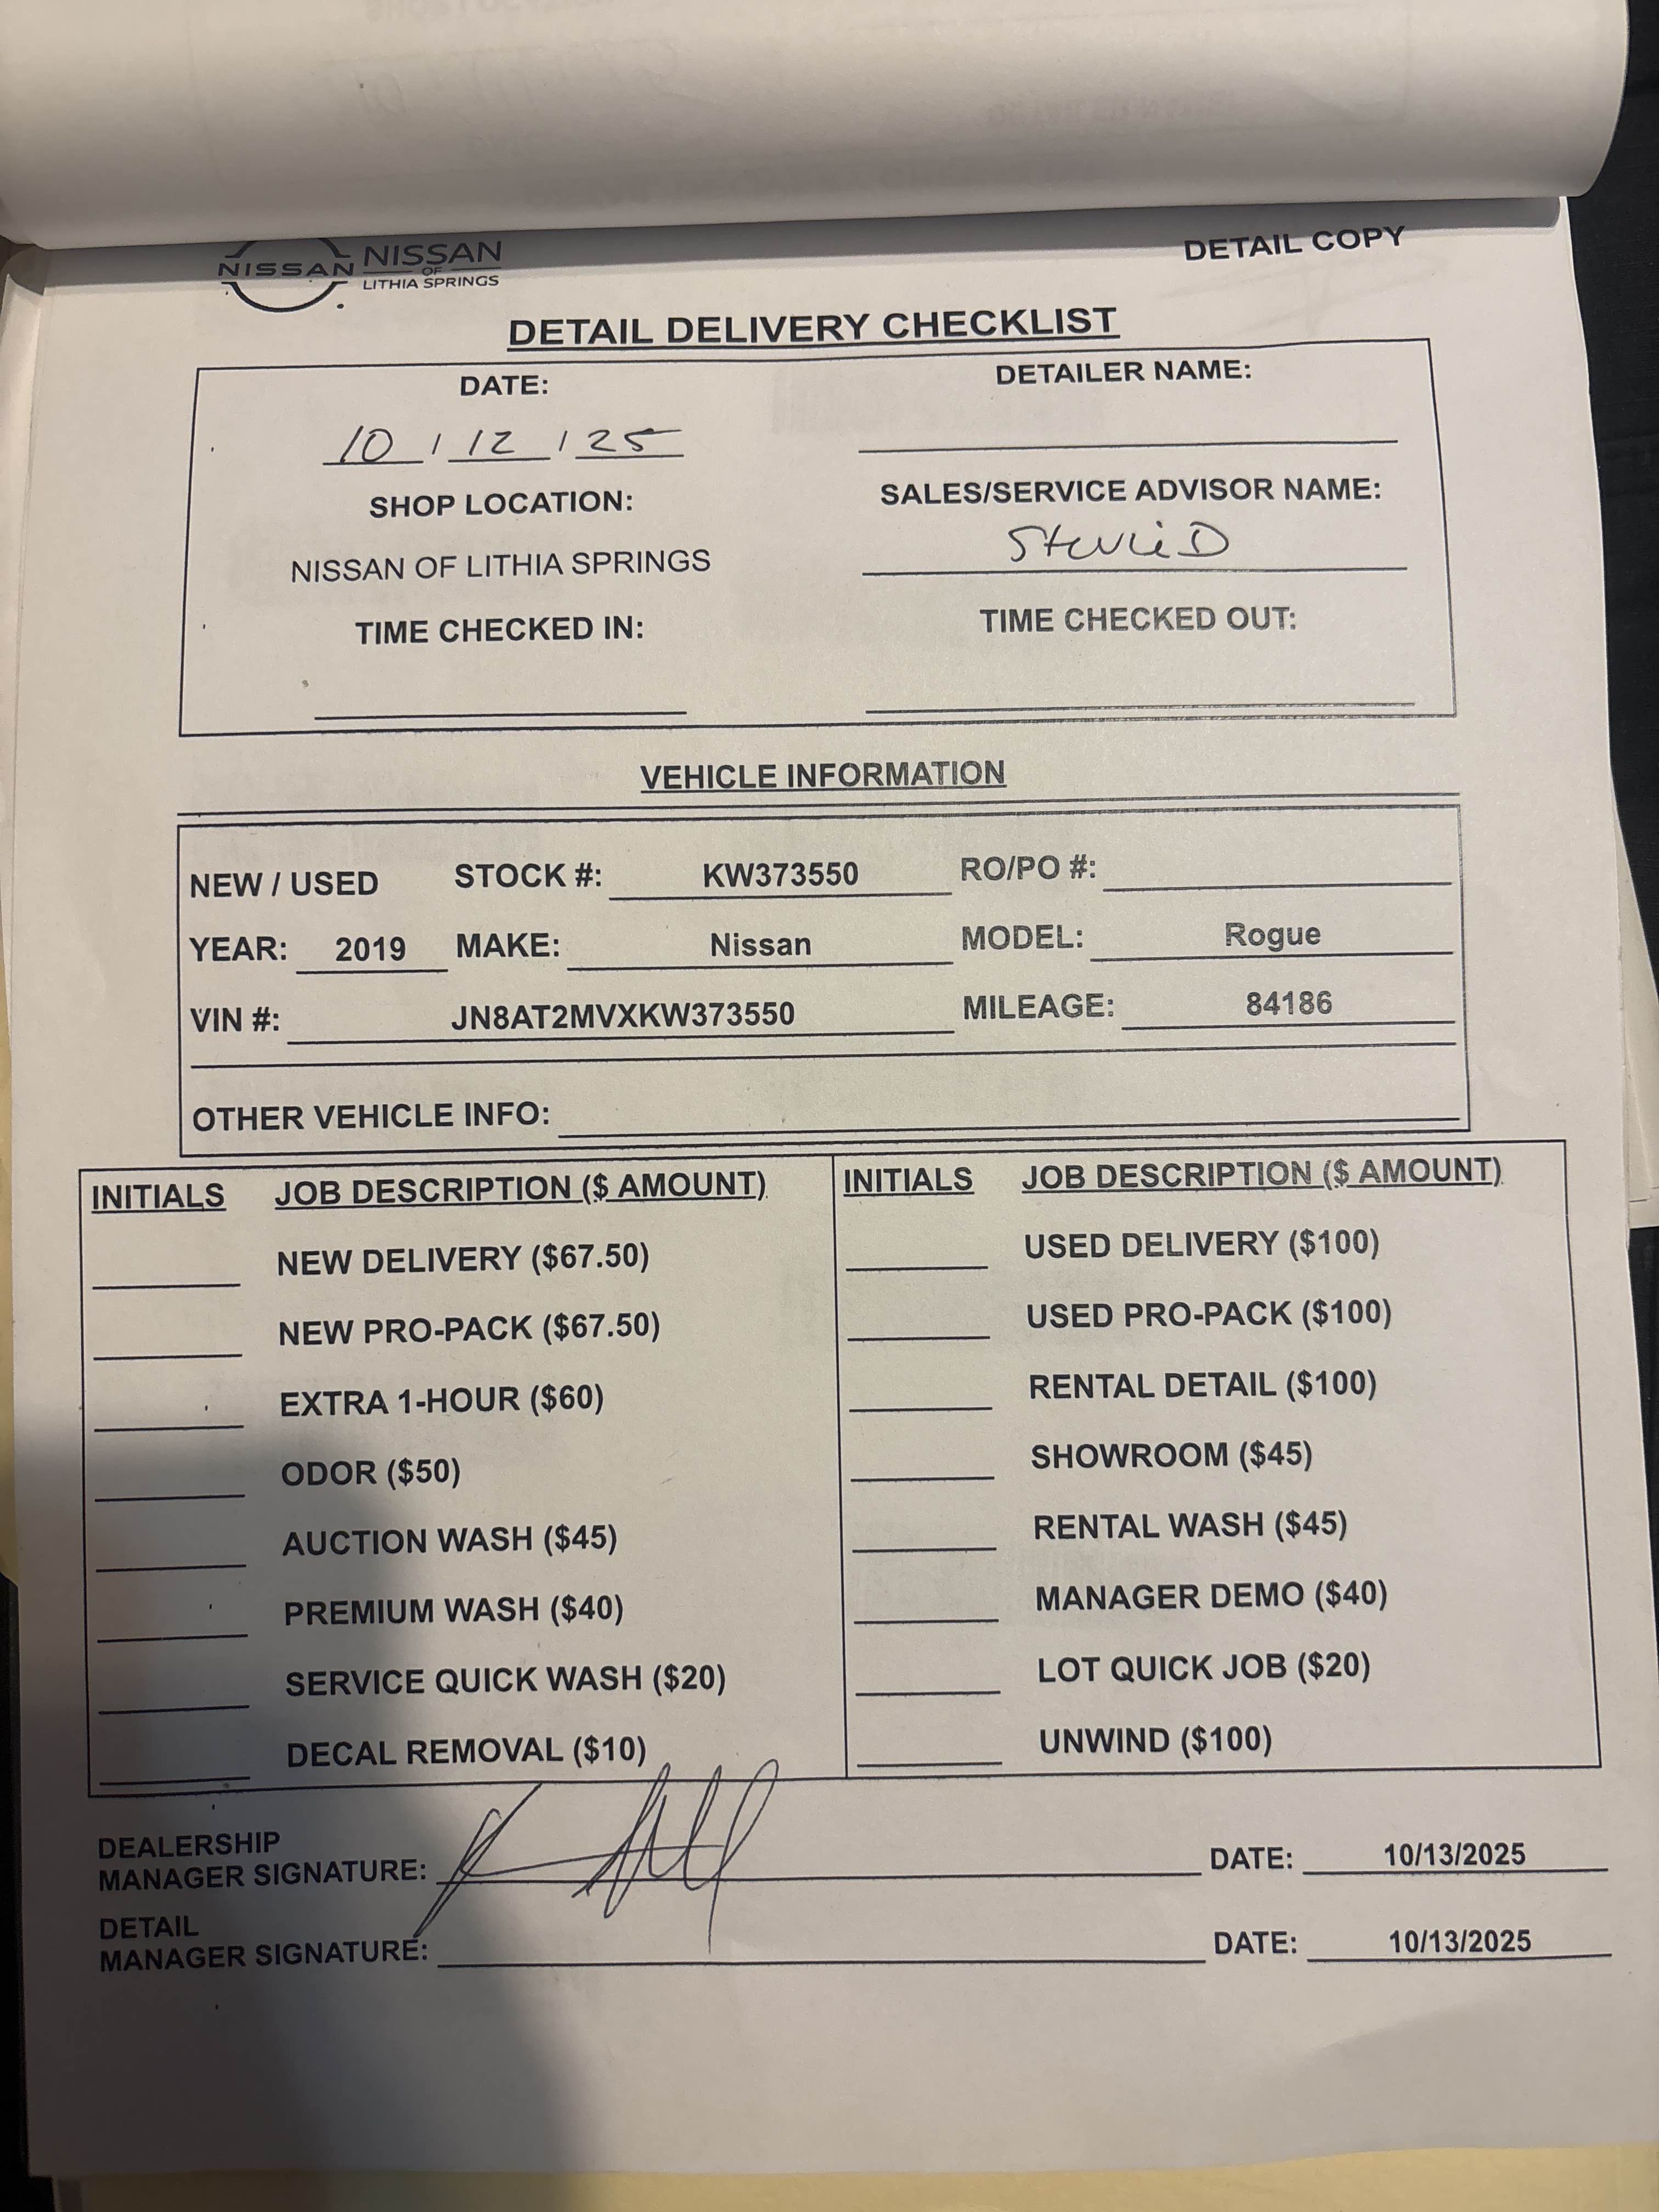 NISSAN NISSAN
OF
LITHIA SPRINGS
DETAIL COPY
DETAIL DELIVERY CHECKLIST
DATE:
10 / 12 / 25
DETAILER NAME:
SHOP LOCATION:
NISSAN OF LITHIA SPRINGS
SALES/SERVICE ADVISOR NAME:
Stevie D
TIME CHECKED IN:
TIME CHECKED OUT:
VEHICLE INFORMATION
NEW / USED STOCK #: KW373550 RO/PO #:
YEAR: 2019 MAKE: Nissan MODEL: Rogue
VIN #: JN8AT2MVXKW373550 MILEAGE: 84186
OTHER VEHICLE INFO:
INITIALS JOB DESCRIPTION ($ AMOUNT)
NEW DELIVERY ($67.50)
NEW PRO-PACK ($67.50)
EXTRA 1-HOUR ($60)
ODOR ($50)
AUCTION WASH ($45)
PREMIUM WASH ($40)
SERVICE QUICK WASH ($20)
DECAL REMOVAL ($10)
INITIALS JOB DESCRIPTION ($ AMOUNT)
USED DELIVERY ($100)
USED PRO-PACK ($100)
RENTAL DETAIL ($100)
SHOWROOM ($45)
RENTAL WASH ($45)
MANAGER DEMO ($40)
LOT QUICK JOB ($20)
UNWIND ($100)
DEALERSHIP
MANAGER SIGNATURE: DATE: 10/13/2025
DETAIL
MANAGER SIGNATURE: DATE: 10/13/2025